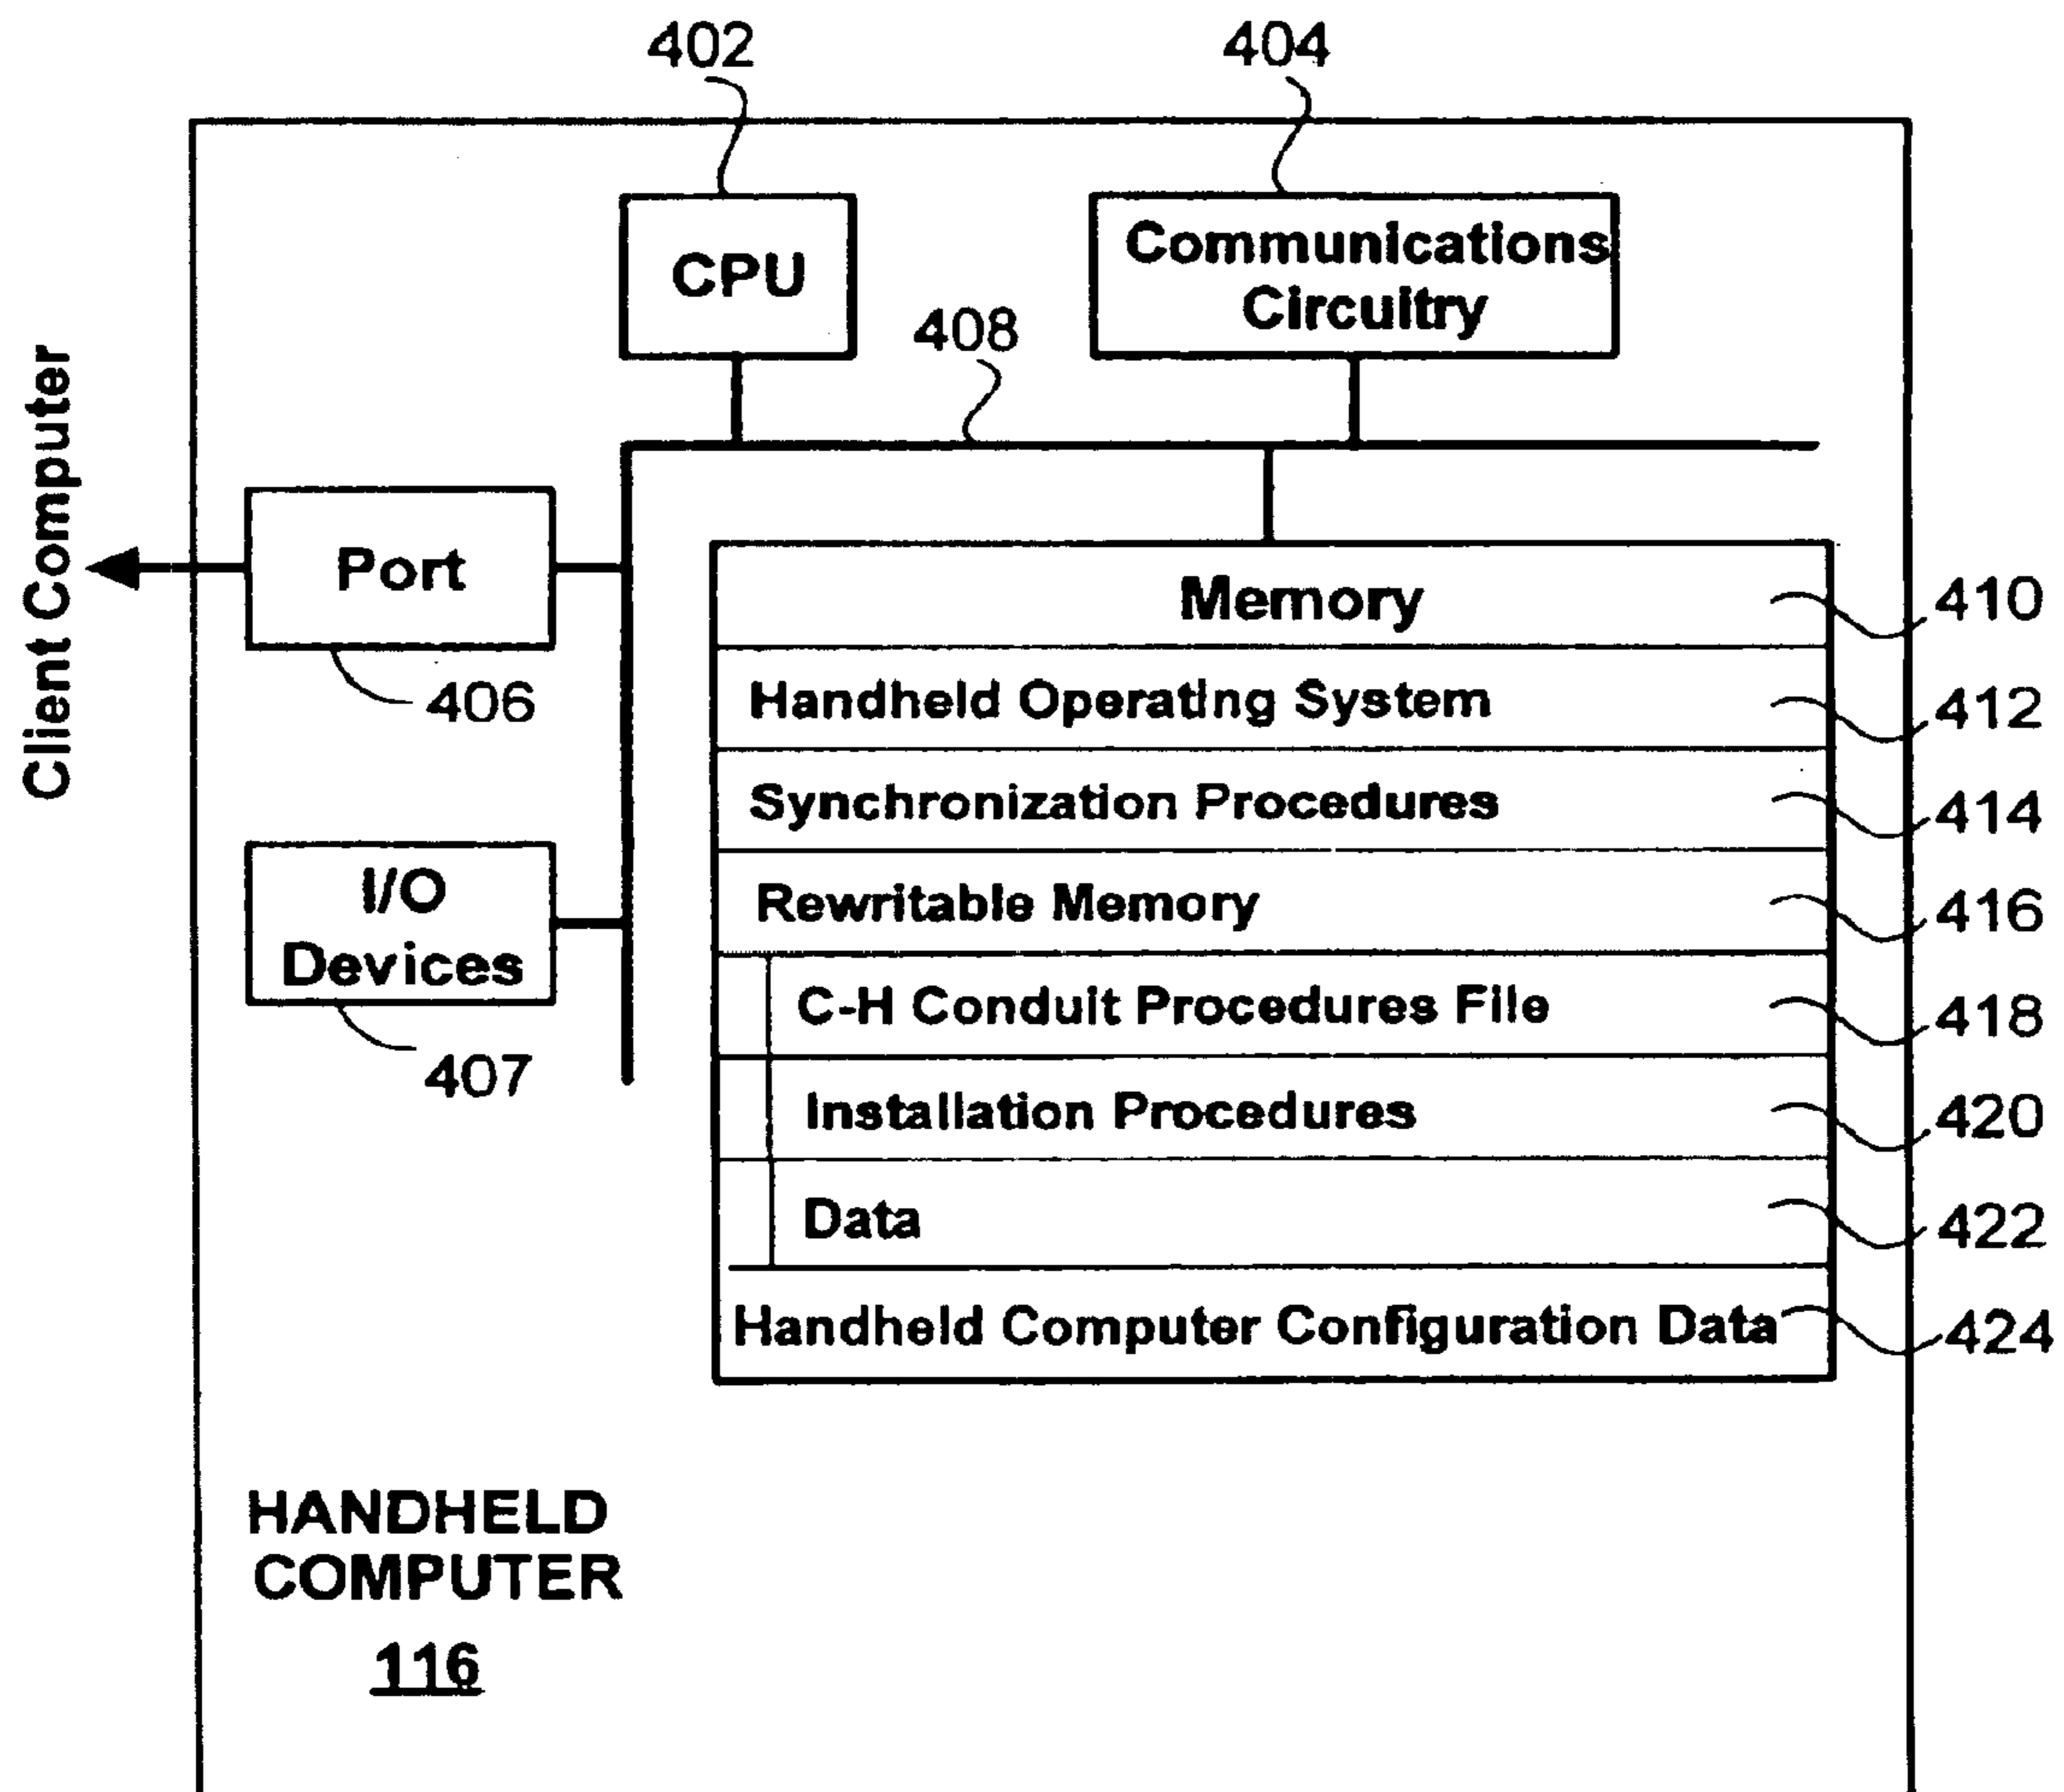 402
404
CPU
Communications
Circuitry
408
Client Computer
Port
406
Memory
410
Handheld Operating System
412
Synchronization Procedures
414
I/O
Devices
407
Rewritable Memory
416
C-H Conduit Procedures File
418
Installation Procedures
420
Data
422
Handheld Computer Configuration Data
424
HANDHELD
COMPUTER
116